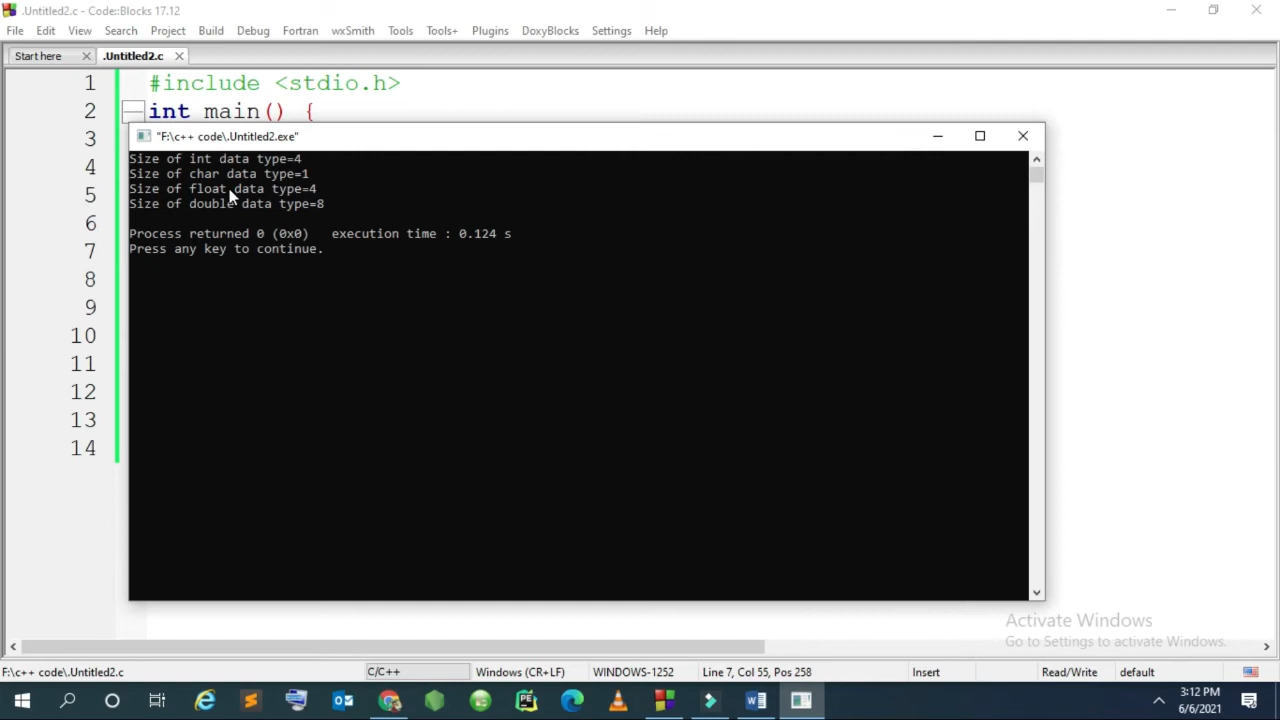 .Untitled2.c - Code::Blocks 17.12
File Edit View Search Project Build Debug Fortran wxSmith Tools Tools+ Plugins DoxyBlocks Settings Help
Start here .Untitled2.c
1 #include <stdio.h>
2 int main() {
3
4
5
6
7
8
9
10
11
12
13
14
"F:\c++ code\.Untitled2.exe"
Size of int data type=4
Size of char data type=1
Size of float data type=4
Size of double data type=8
Process returned 0 (0x0) execution time : 0.124 s
Press any key to continue.
Activate Windows
Go to Settings to activate Windows.
F:\c++ code\.Untitled2.c C/C++ Windows (CR+LF) WINDOWS-1252 Line 7, Col 55, Pos 258 Insert Read/Write default
3:12 PM
6/6/2021